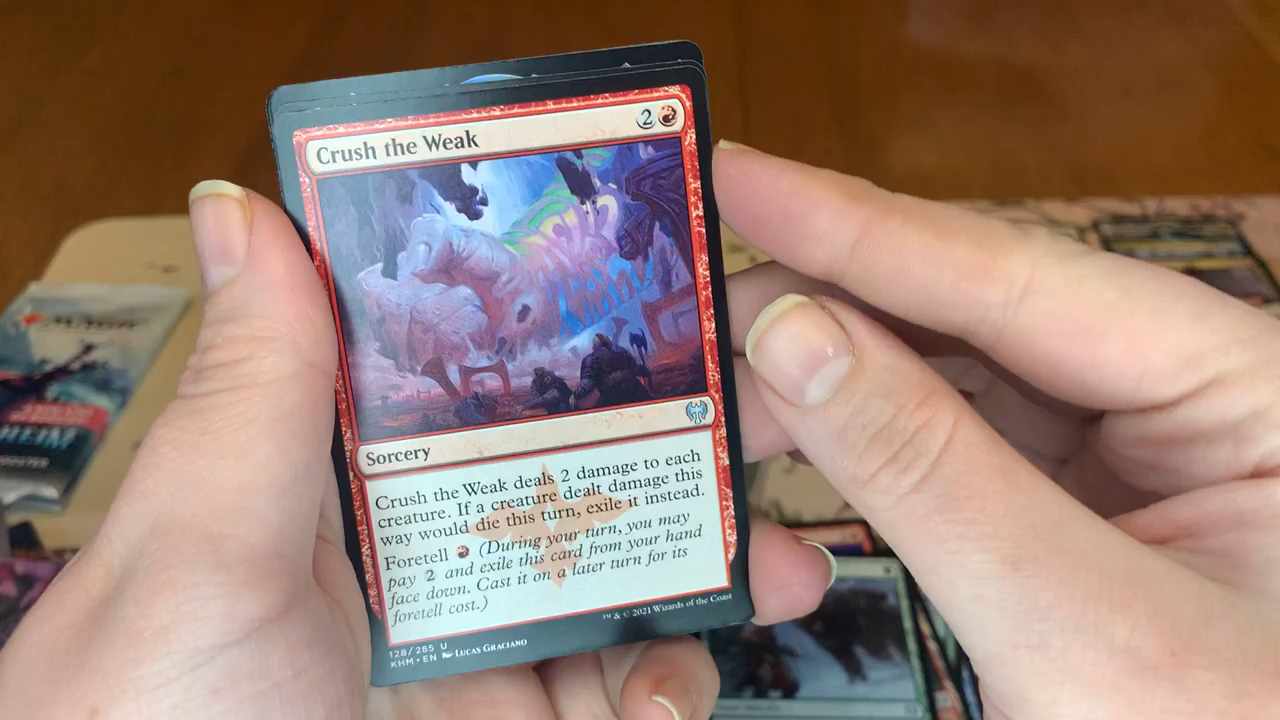 Crush the Weak
2
Sorcery
Crush the Weak deals 2 damage to each
creature. If a creature dealt damage this
way would die this turn, exile it instead.
Foretell (During your turn, you may
pay 2 and exile this card from your hand
face down. Cast it on a later turn for its
foretell cost.)
™ & © 2021 Wizards of the Coast
128/285 U
KHM • EN LUCAS GRACIANO
MAGIC
HEIM